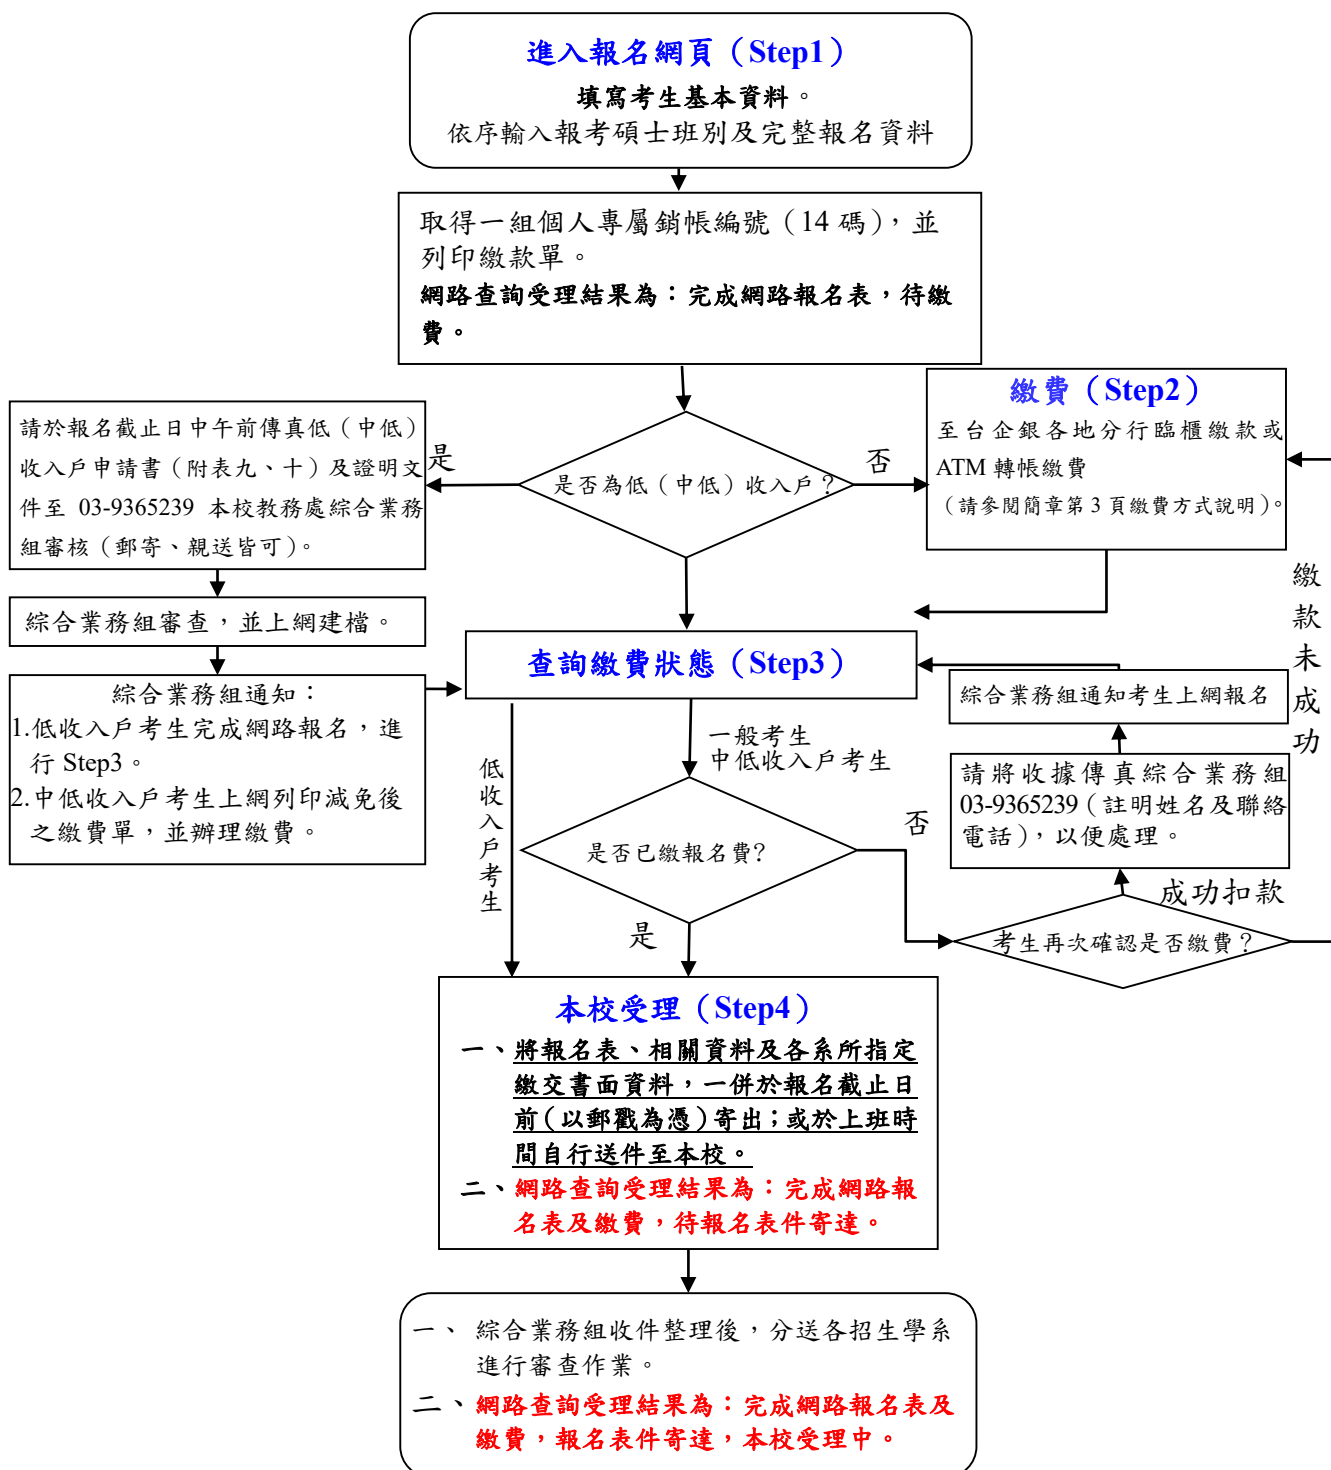 進入報名網頁（Step1）
填寫考生基本資料。
依序輸入報考碩士班別及完整報名資料
取得一組個人專屬銷帳編號（14 碼），並
列印繳款單。
網路查詢受理結果為：完成網路報名表，待繳
費。
是否為低（中低）收入戶？
是
否
請於報名截止日中午前傳真低（中低）
收入戶申請書（附表九、十）及證明文
件至 03-9365239 本校教務處綜合業務
組審核（郵寄、親送皆可）。
綜合業務組審查，並上網建檔。
綜合業務組通知：
1.低收入戶考生完成網路報名，進
行 Step3。
2.中低收入戶考生上網列印減免後
之繳費單，並辦理繳費。
繳費（Step2）
至台企銀各地分行臨櫃繳款或
ATM 轉帳繳費
（請參閱簡章第 3 頁繳費方式說明）。
查詢繳費狀態（Step3）
低收入戶考生
一般考生
中低收入戶考生
是否已繳報名費?
是
否
考生再次確認是否繳費？
成功扣款
請將收據傳真綜合業務組
03-9365239（註明姓名及聯絡
電話），以便處理。
綜合業務組通知考生上網報名
繳款未成功
本校受理（Step4）
一、將報名表、相關資料及各系所指定
繳交書面資料，一併於報名截止日
前（以郵戳為憑）寄出；或於上班時
間自行送件至本校。
二、網路查詢受理結果為：完成網路報
名表及繳費，待報名表件寄達。
一、 綜合業務組收件整理後，分送各招生學系
進行審查作業。
二、網路查詢受理結果為：完成網路報名表及
繳費，報名表件寄達，本校受理中。